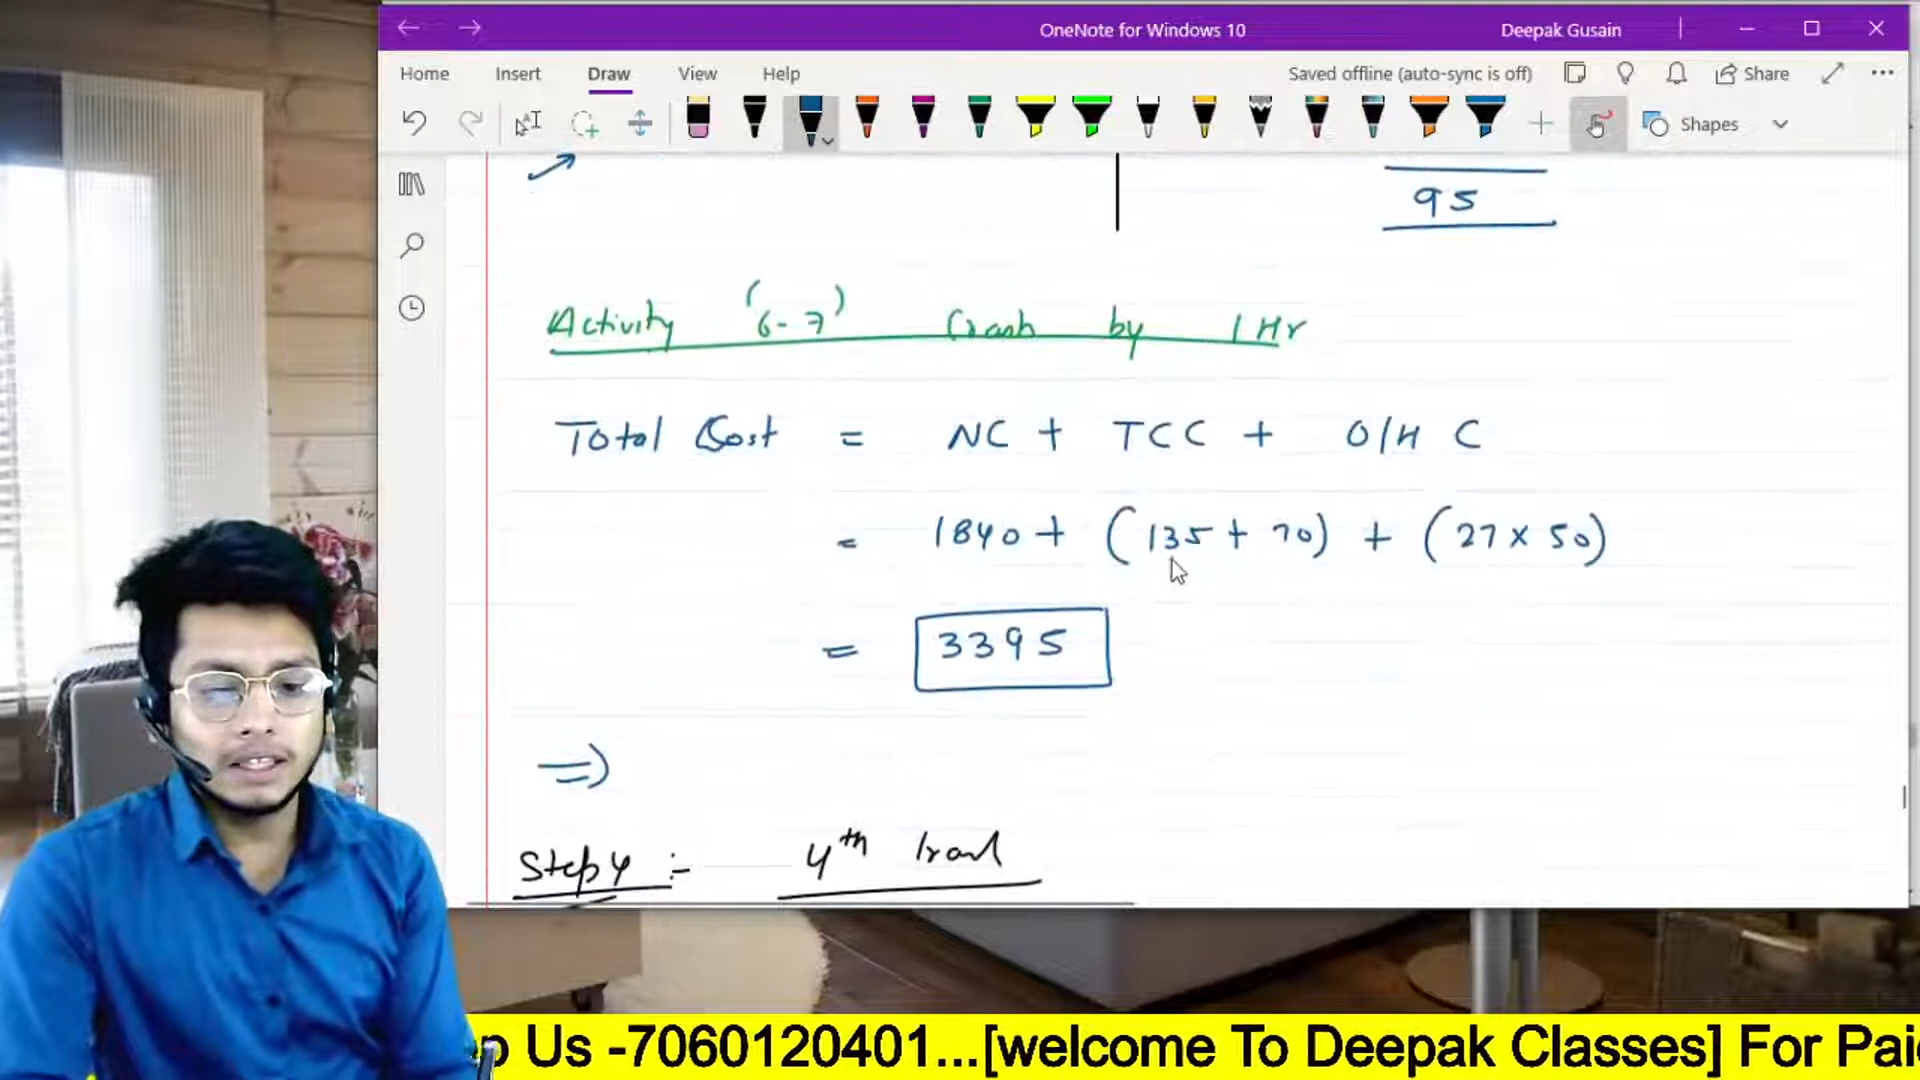 OneNote for Windows 10
Deepak Gusain
Home Insert Draw View Help
Saved offline (auto-sync is off)
Share
Shapes
95
Activity (6-7) Crash by 1 Hr
Total Cost = NC + TCC + O/H C
= 1840 + (135 + 70) + (27 × 50)
= 3395
⇒
Step 4 :- 4th
p Us -7060120401...[welcome To Deepak Classes] For Pai